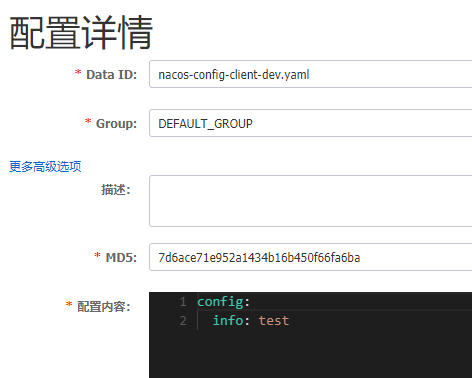 配置详情
* Data ID: nacos-config-client-dev.yaml
* Group: DEFAULT_GROUP
更多高级选项
描述:
* MD5: 7d6ace71e952a1434b16b450f66fa6ba
* 配置内容: 1 config:
2 info: test